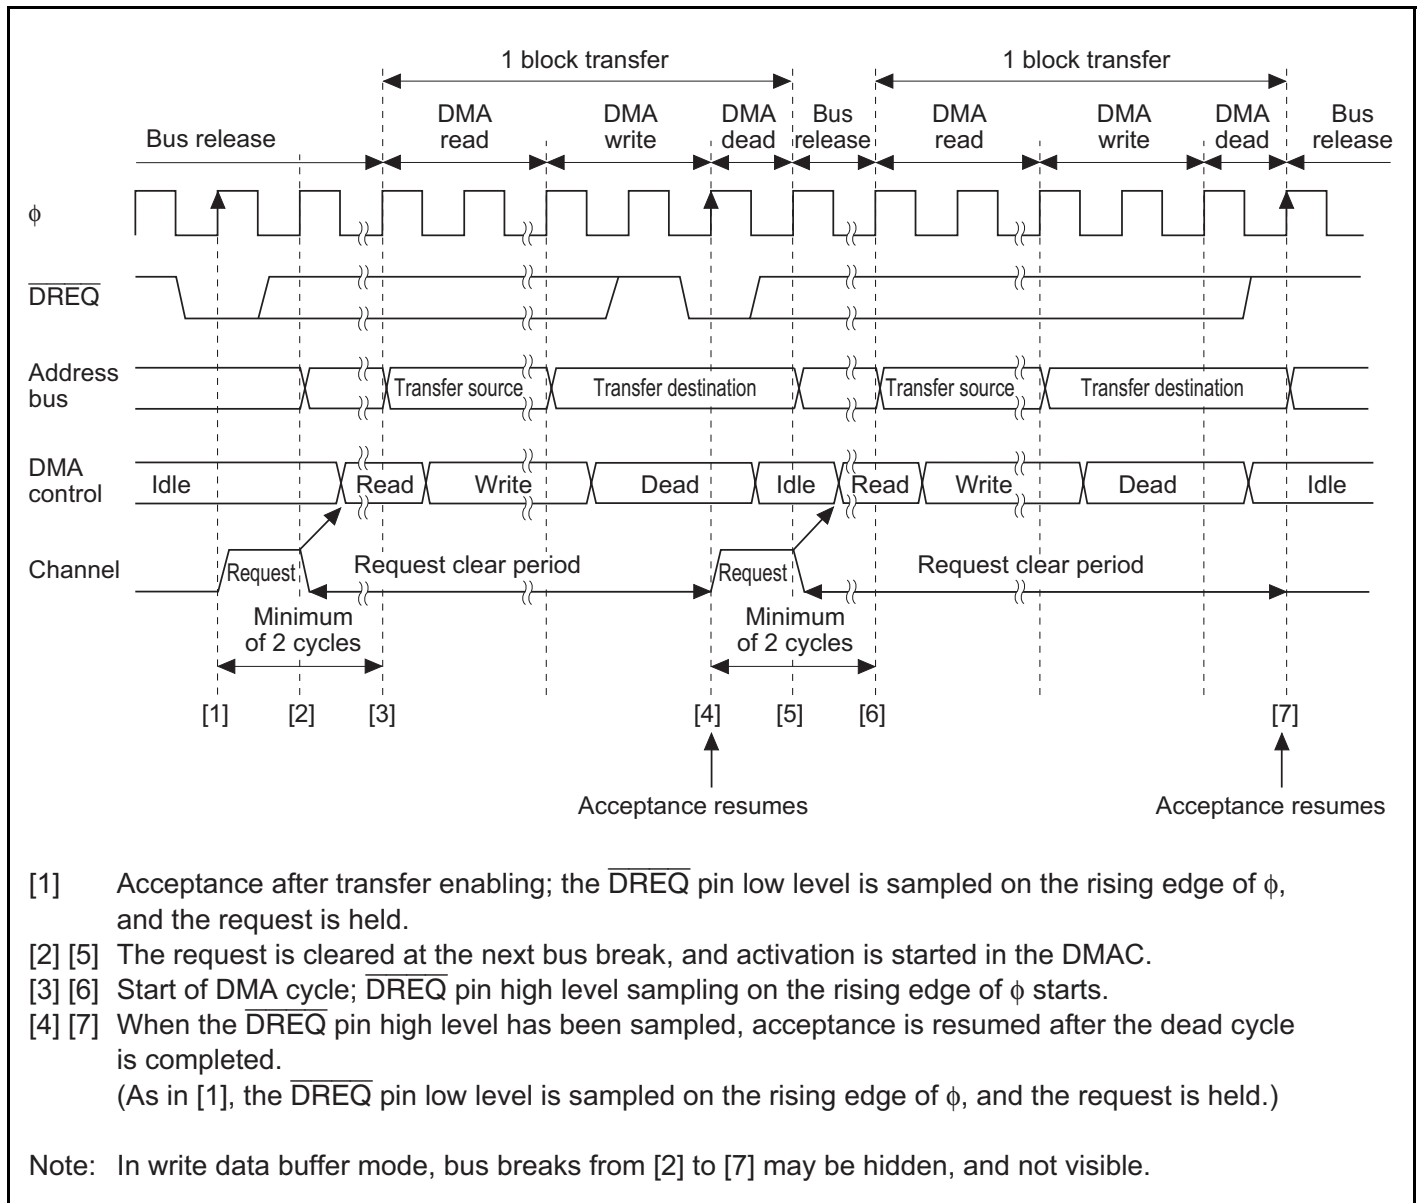 1 block transfer 1 block transfer
Bus release DMA read DMA write DMA dead Bus release DMA read DMA write DMA dead Bus release
ϕ
DREQ
Address bus Transfer source Transfer destination Transfer source Transfer destination
DMA control Idle Read Write Dead Idle Read Write Dead Idle
Channel Request Request clear period Request Request clear period
Minimum of 2 cycles Minimum of 2 cycles
[1] [2] [3] [4] [5] [6] [7]
Acceptance resumes Acceptance resumes
[1] Acceptance after transfer enabling; the DREQ pin low level is sampled on the rising edge of ϕ,
and the request is held.
[2] [5] The request is cleared at the next bus break, and activation is started in the DMAC.
[3] [6] Start of DMA cycle; DREQ pin high level sampling on the rising edge of ϕ starts.
[4] [7] When the DREQ pin high level has been sampled, acceptance is resumed after the dead cycle
is completed.
(As in [1], the DREQ pin low level is sampled on the rising edge of ϕ, and the request is held.)
Note: In write data buffer mode, bus breaks from [2] to [7] may be hidden, and not visible.